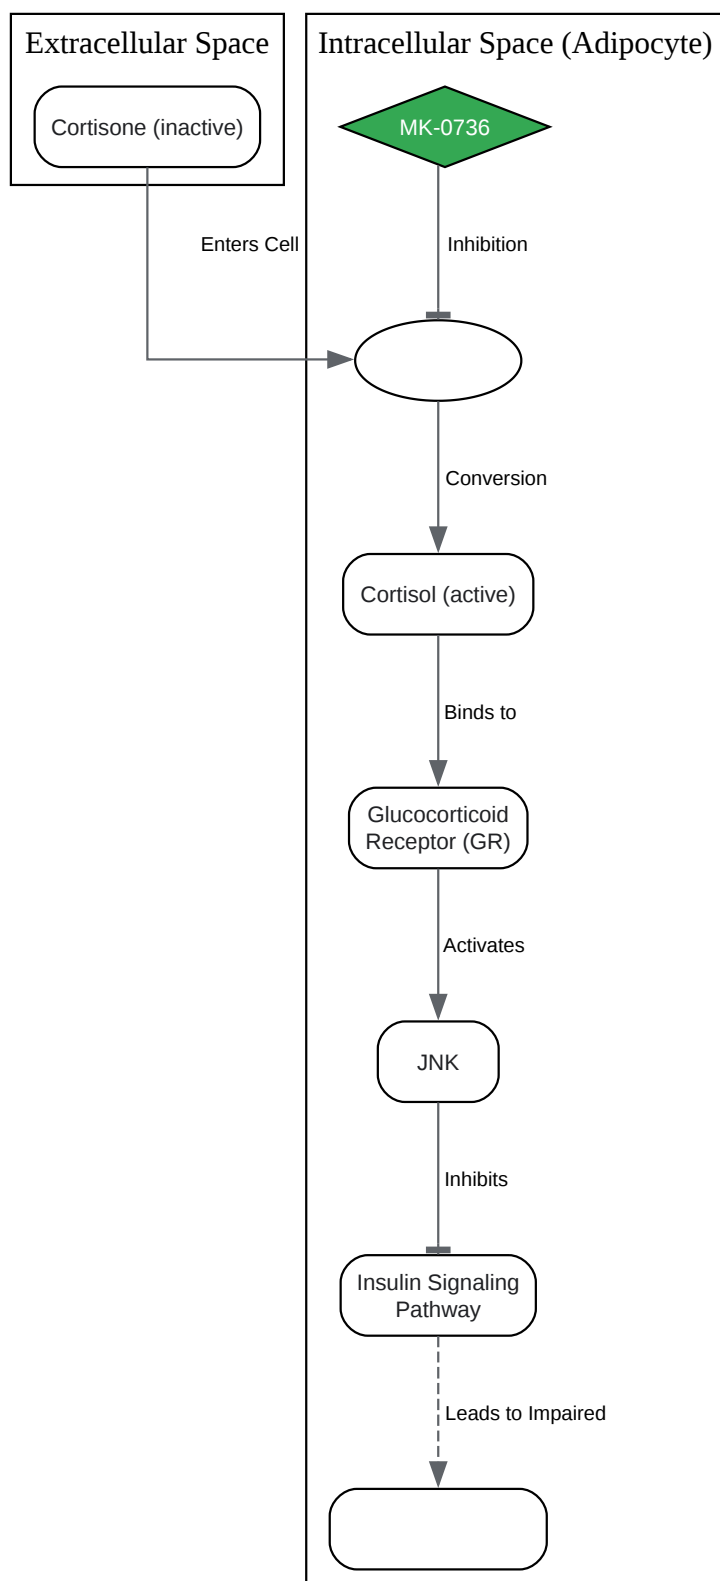 Extracellular Space
Intracellular Space (Adipocyte)
Cortisone (inactive)
MK-0736
Enters Cell
Inhibition
Conversion
Cortisol (active)
Binds to
Glucocorticoid
Receptor (GR)
Activates
JNK
Inhibits
Insulin Signaling
Pathway
Leads to Impaired